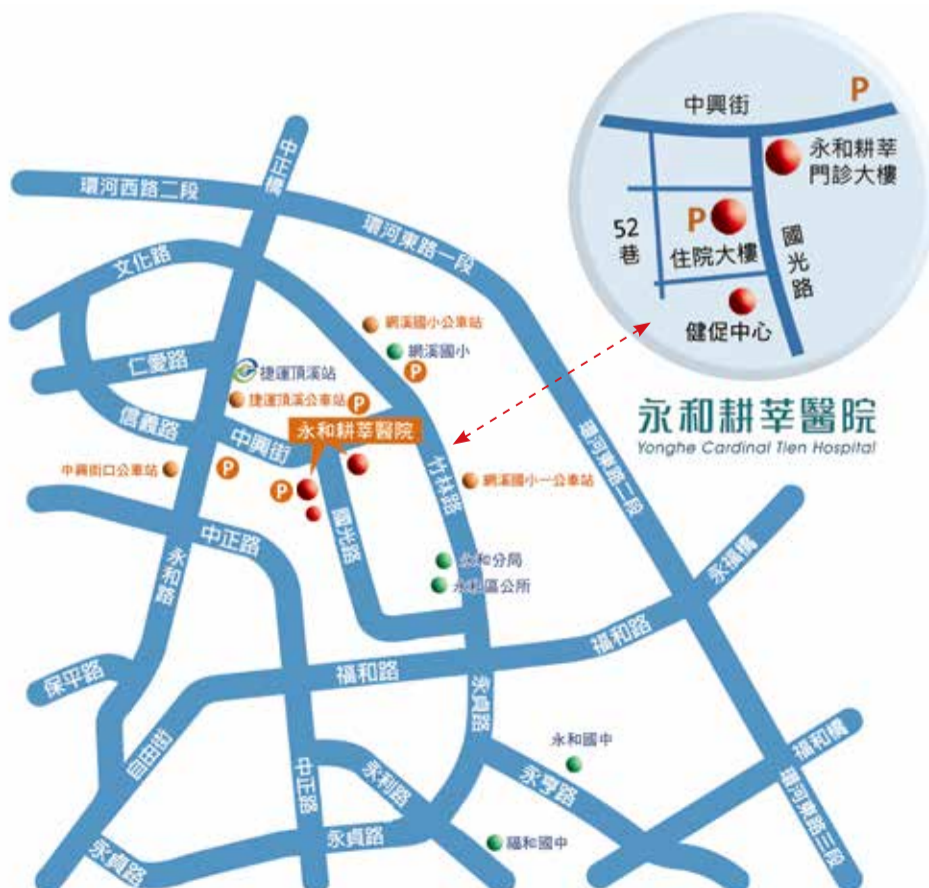 中興街
P
永和耕莘
門診大樓
52
巷
P
住院大樓
國光路
健促中心
永和耕莘醫院
Yonghe Cardinal Tien Hospital
中正橋
環河西路二段
環河東路一段
文化路
網溪國小公車站
網溪國小
P
仁愛路
捷運頂溪站
捷運頂溪公車站
P
信義路
中興街
永和耕莘醫院
環河東路二段
中興街口公車站
P
P
竹林路
網溪國小一公車站
國光路
中正路
永和路
永和分局
永和區公所
永福橋
保平路
福和路
福和路
永貞路
自由街
中正路
永利路
永和國中
永亨路
福和橋
環河東路三段
永貞路
永貞路
福和國中